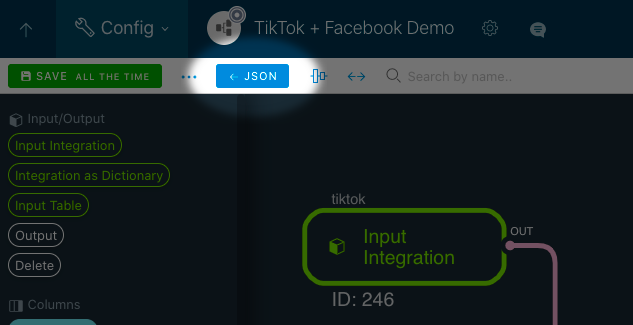 Config
TikTok + Facebook Demo
SAVE ALL THE TIME
... ← JSON
Search by name..
Input/Output
Input Integration
Integration as Dictionary
Input Table
Output
Delete
Columns
tiktok
Input
Integration
OUT
ID: 246